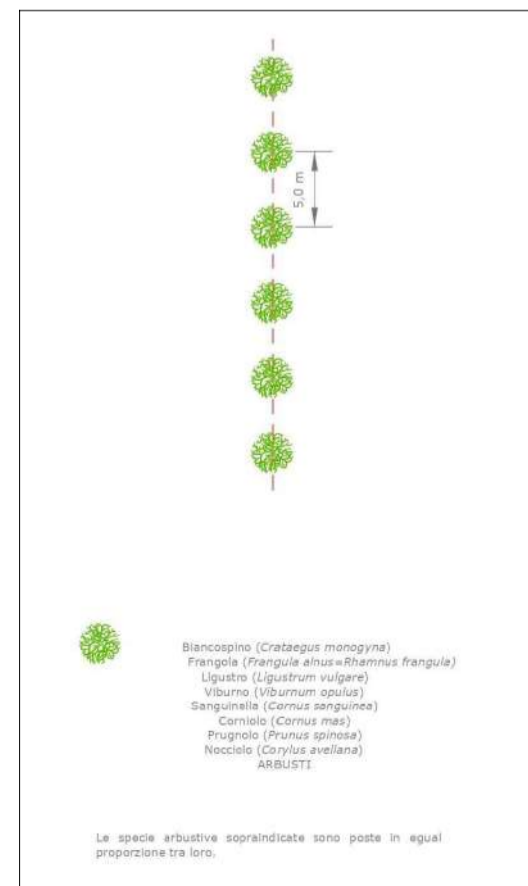 5,0 m
Biancospino (Crataegus monogyna)
Frangola (Frangula alnus=Rhamnus frangula)
Ligustro (Ligustrum vulgare)
Viburno (Viburnum opulus)
Sanguinella (Cornus sanguinea)
Corniolo (Cornus mas)
Prugnolo (Prunus spinosa)
Nocciolo (Corylus avellana)
ARBUSTI
Le specie arbustive sopraindicate sono poste in egual
proporzione tra loro.